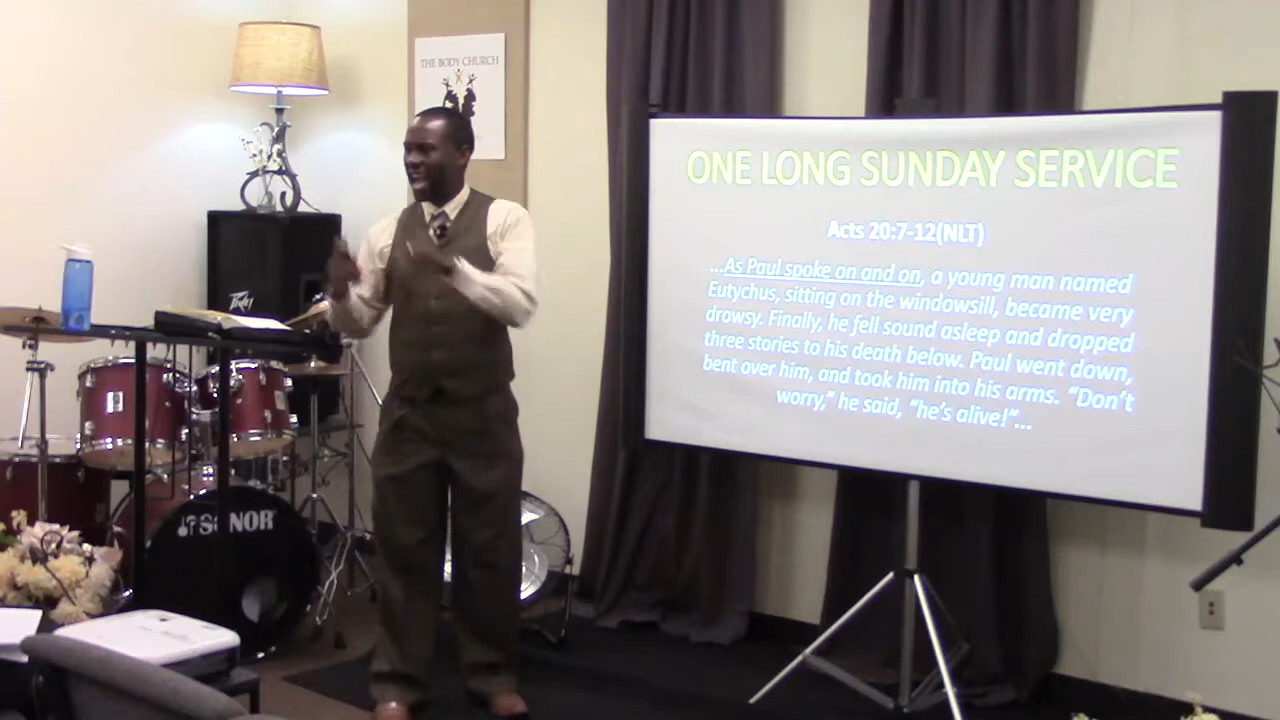 THE BODY CHURCH
ONE LONG SUNDAY SERVICE
Acts 20:7-12(NLT)
...As Paul spoke on and on, a young man named
Eutychus, sitting on the windowsill, became very
drowsy. Finally, he fell sound asleep and dropped
three stories to his death below. Paul went down,
bent over him, and took him into his arms. “Don’t
worry,” he said, “he’s alive!”...
Peavey
SONOR